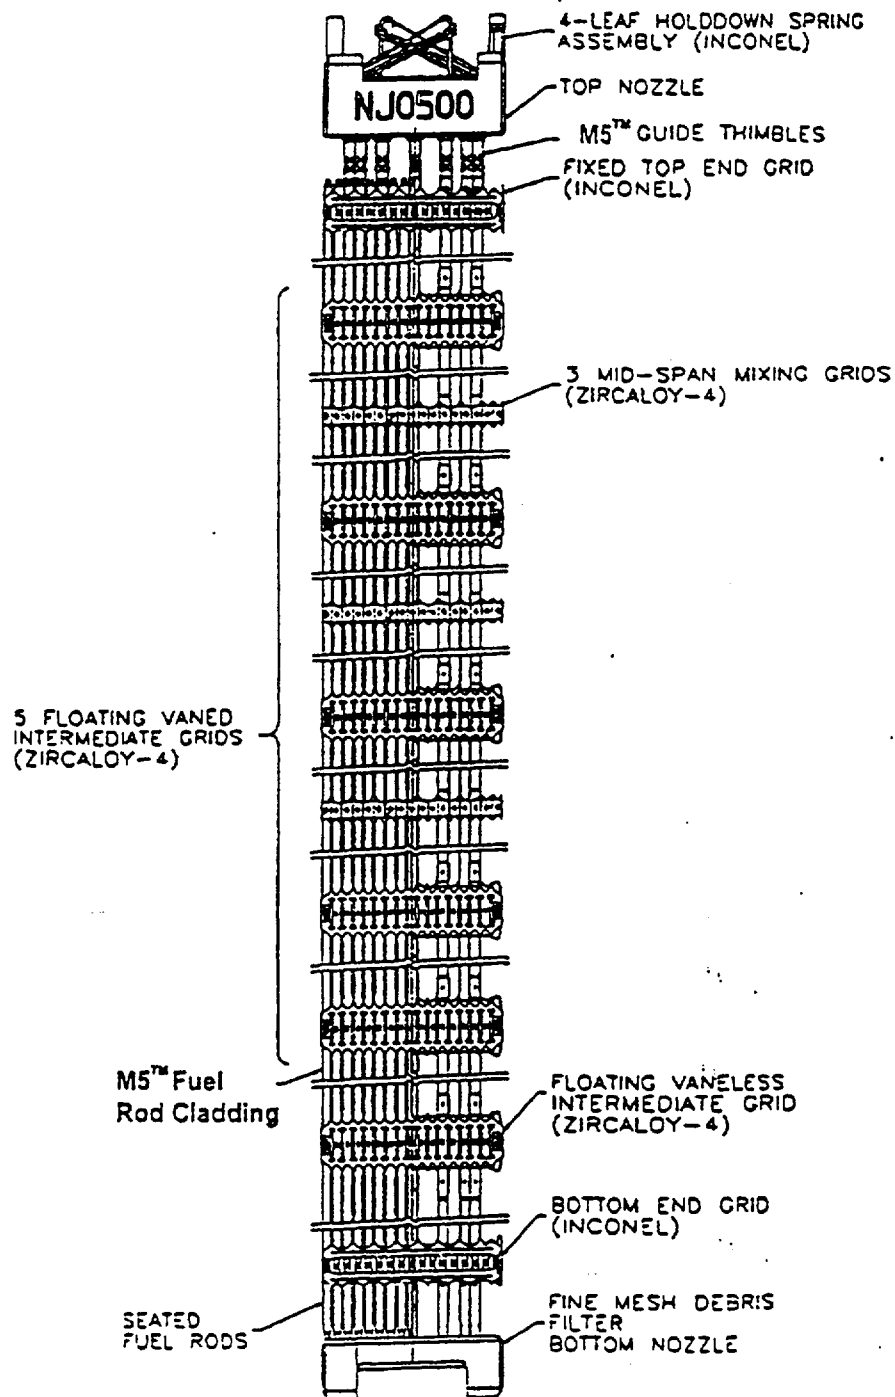 4-LEAF HOLDDOWN SPRING
ASSEMBLY (INCONEL)
NJ0500
TOP NOZZLE
M5™ GUIDE THIMBLES
FIXED TOP END GRID
(INCONEL)
3 MID-SPAN MIXING GRIDS
(ZIRCALOY-4)
5 FLOATING VANED
INTERMEDIATE GRIDS
(ZIRCALOY-4)
M5™ Fuel
Rod Cladding
FLOATING VANELESS
INTERMEDIATE GRID
(ZIRCALOY-4)
BOTTOM END GRID
(INCONEL)
SEATED
FUEL RODS
FINE MESH DEBRIS
FILTER
BOTTOM NOZZLE